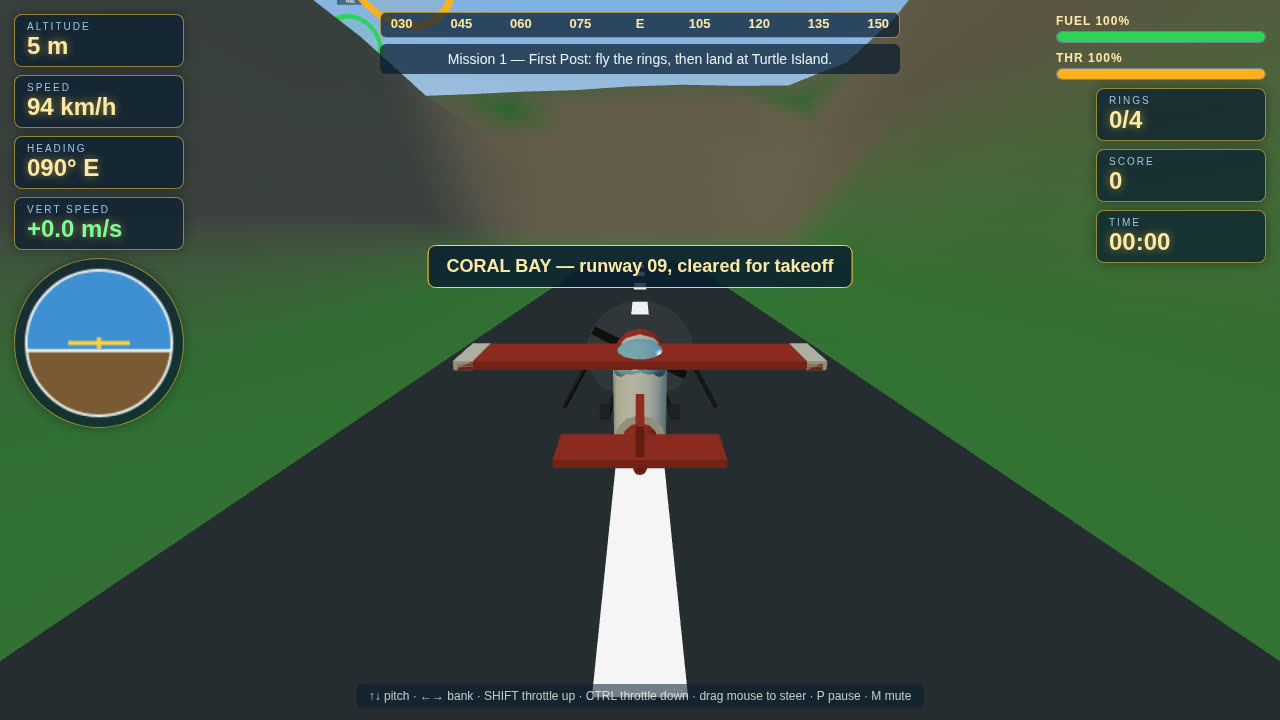 ALTITUDE
5 m
SPEED
94 km/h
HEADING
090° E
VERT SPEED
+0.0 m/s
030 045 060 075 E 105 120 135 150
Mission 1 — First Post: fly the rings, then land at Turtle Island.
FUEL 100%
THR 100%
RINGS
0/4
SCORE
0
TIME
00:00
CORAL BAY — runway 09, cleared for takeoff
↑↓ pitch · ←→ bank · SHIFT throttle up · CTRL throttle down · drag mouse to steer · P pause · M mute